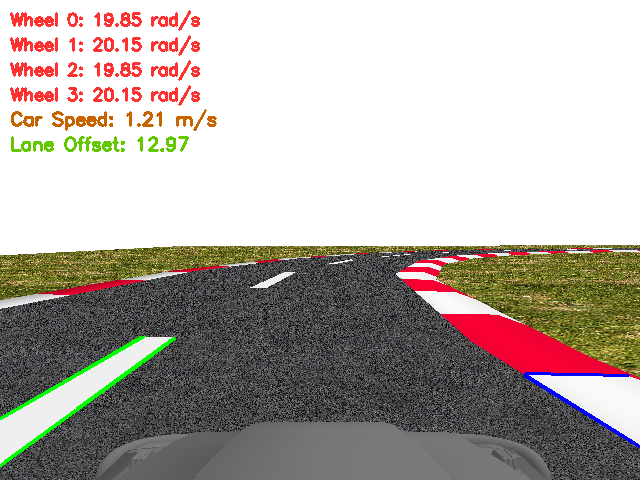 Wheel 0: 19.85 rad/s
Wheel 1: 20.15 rad/s
Wheel 2: 19.85 rad/s
Wheel 3: 20.15 rad/s
Car Speed: 1.21 m/s
Lane Offset: 12.97